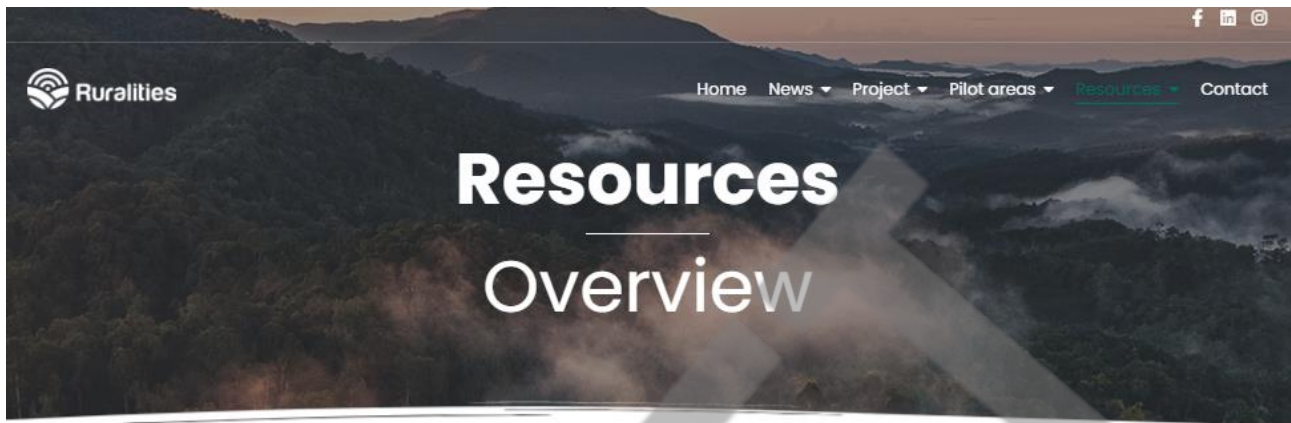 Ruralities
Home News Project Pilot areas Resources Contact
Resources
Overview